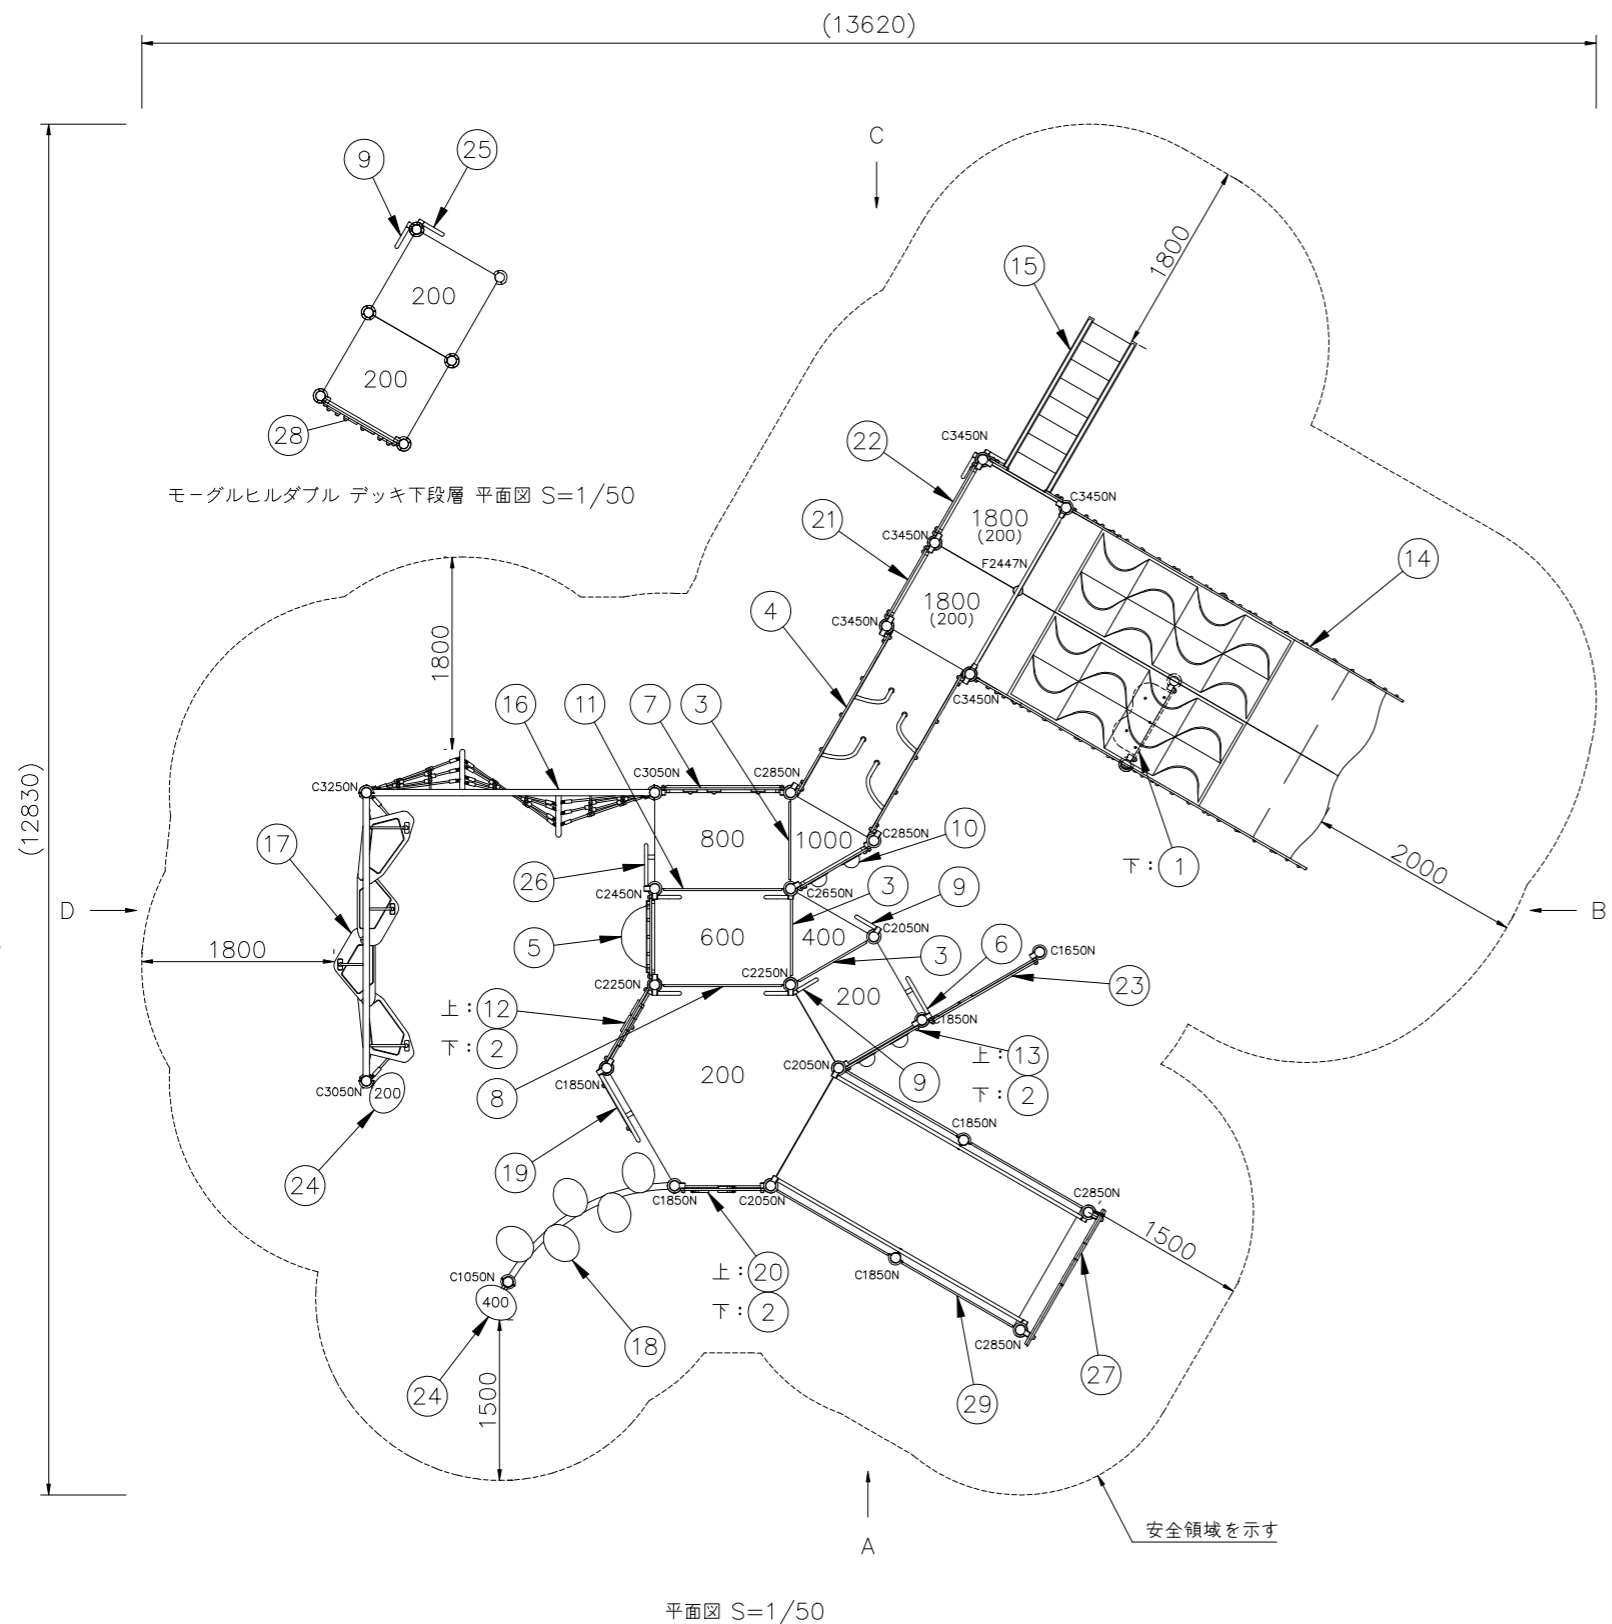 (13620)
C
9
25
200
200
28
モーグルヒルダブル デッキ下段層 平面図 S=1/50
15
1800
22
C3450N
C3450N
21
1800
(200)
C3450N
F2447N
14
1800
(200)
4
C3450N
C3450N
1800
16
11
7
3
C3250N
C3050N
C2850N
(12830)
17
800
1000
C2850N
10
下:1
2000
26
C2450N
C2650N
3
9
D
B
5
600
400
C2050N
6
C1650N
1800
3
23
C2250N
C2250N
200
上:12
下:2
C1850N
上:13
下:2
C2050N
9
8
200
C1850N
C3050N
200
24
19
C1850N
C1850N
C2050N
C2850N
1500
C1050N
400
上:20
下:2
C1850N
18
C2850N
24
1500
27
29
安全領域を示す
A
平面図 S=1/50